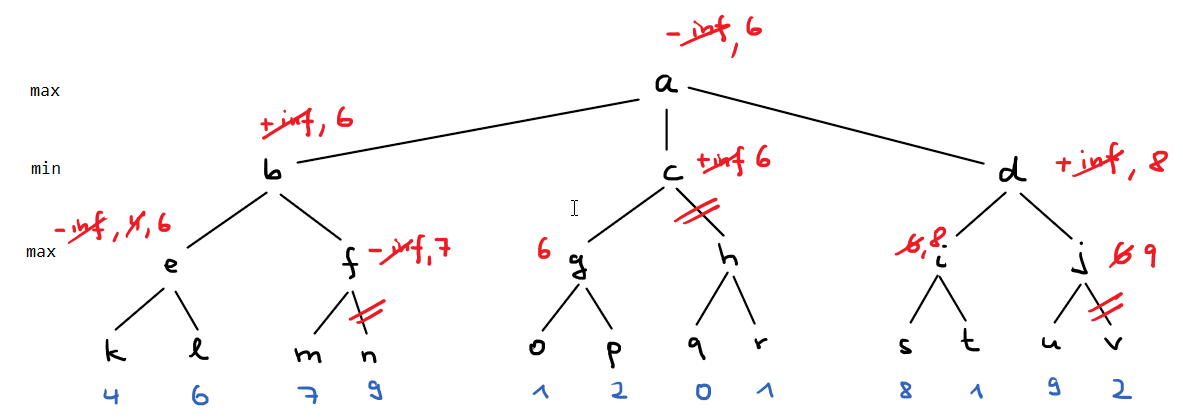 -inf, 6
max a
+inf, 6
min b c +inf 6 d +inf, 8
-inf, 4, 6
max e f -inf, 7 6 g h 6, 8 i j 6 9
k l m n o p q r s t u v
4 6 7 9 1 2 0 1 8 1 9 2